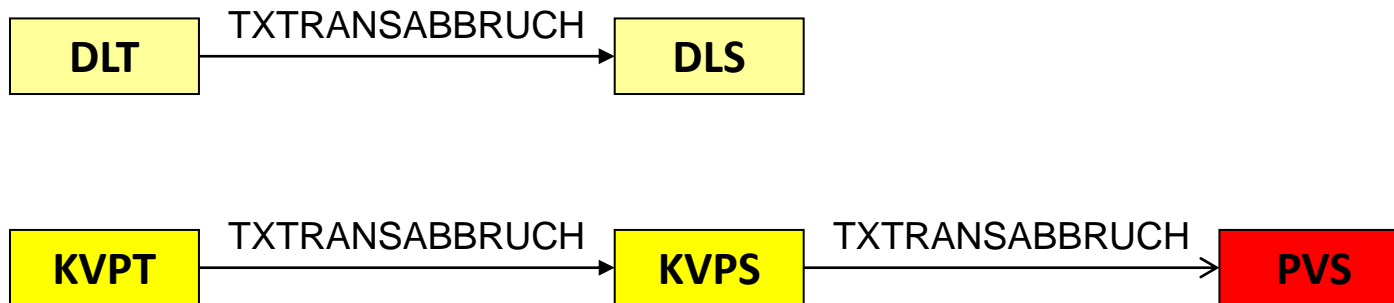 TXTRANSABBRUCH
DLT DLS
TXTRANSABBRUCH TXTRANSABBRUCH
KVPT KVPS PVS